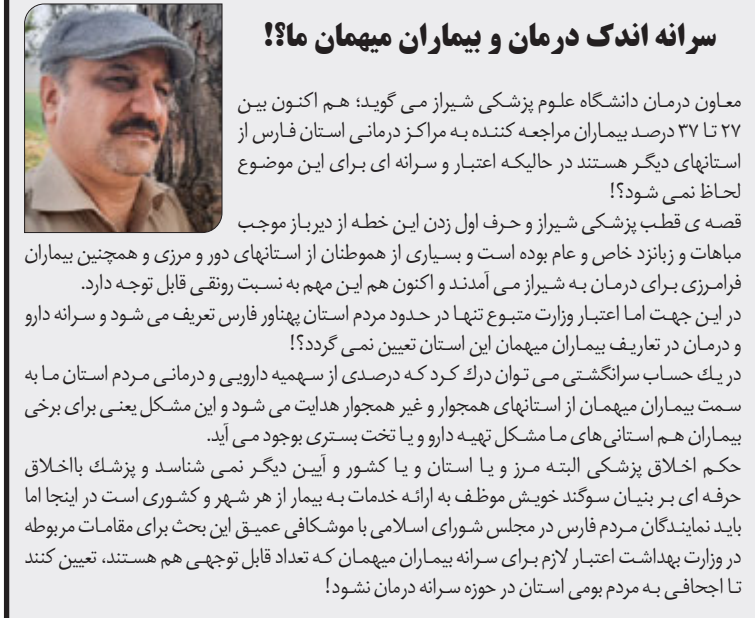 سرانه اندک درمان و بیماران میهمان ما؟!
معاون درمان دانشگاه علوم پزشکی شیراز می گوید؛ هم اکنون بین
۲۷ تا ۳۷ درصد بیماران مراجعه کننده به مراکز درمانی استان فارس از
استانهای دیگر هستند در حالیکه اعتبار و سرانه ای برای این موضوع
لحاظ نمی شود؟!
قصه ی قطب پزشکی شیراز و حرف اول زدن این خطه از دیرباز موجب
مباهات و زبانزد خاص و عام بوده است و بسیاری از هموطنان از استانهای دور و مرزی و همچنین بیماران
فرامرزی برای درمان به شیراز می آمدند و اکنون هم این مهم به نسبت رونقی قابل توجه دارد.
در این جهت اما اعتبار وزارت متبوع تنها در حدود مردم استان پهناور فارس تعریف می شود و سرانه دارو
و درمان در تعاریف بیماران میهمان این استان تعیین نمی گردد؟!
در یك حساب سرانگشتی می توان درك کرد که درصدی از سهمیه دارویی و درمانی مردم استان ما به
سمت بیماران میهمان از استانهای همجوار و غیر همجوار هدایت می شود و این مشکل یعنی برای برخی
بیماران هم استانی های ما مشکل تهیه دارو و یا تخت بستری بوجود می آید.
حکم اخلاق پزشکی البته مرز و یا استان و یا کشور و آیین دیگر نمی شناسد و پزشك بااخلاق
حرفه ای بر بنیان سوگند خویش موظف به ارائه خدمات به بیمار از هر شهر و کشوری است در اینجا اما
باید نمایندگان مردم فارس در مجلس شورای اسلامی با موشکافی عمیق این بحث برای مقامات مربوطه
در وزارت بهداشت اعتبار لازم برای سرانه بیماران میهمان که تعداد قابل توجهی هم هستند، تعیین کنند
تا اجحافی به مردم بومی استان در حوزه سرانه درمان نشود!